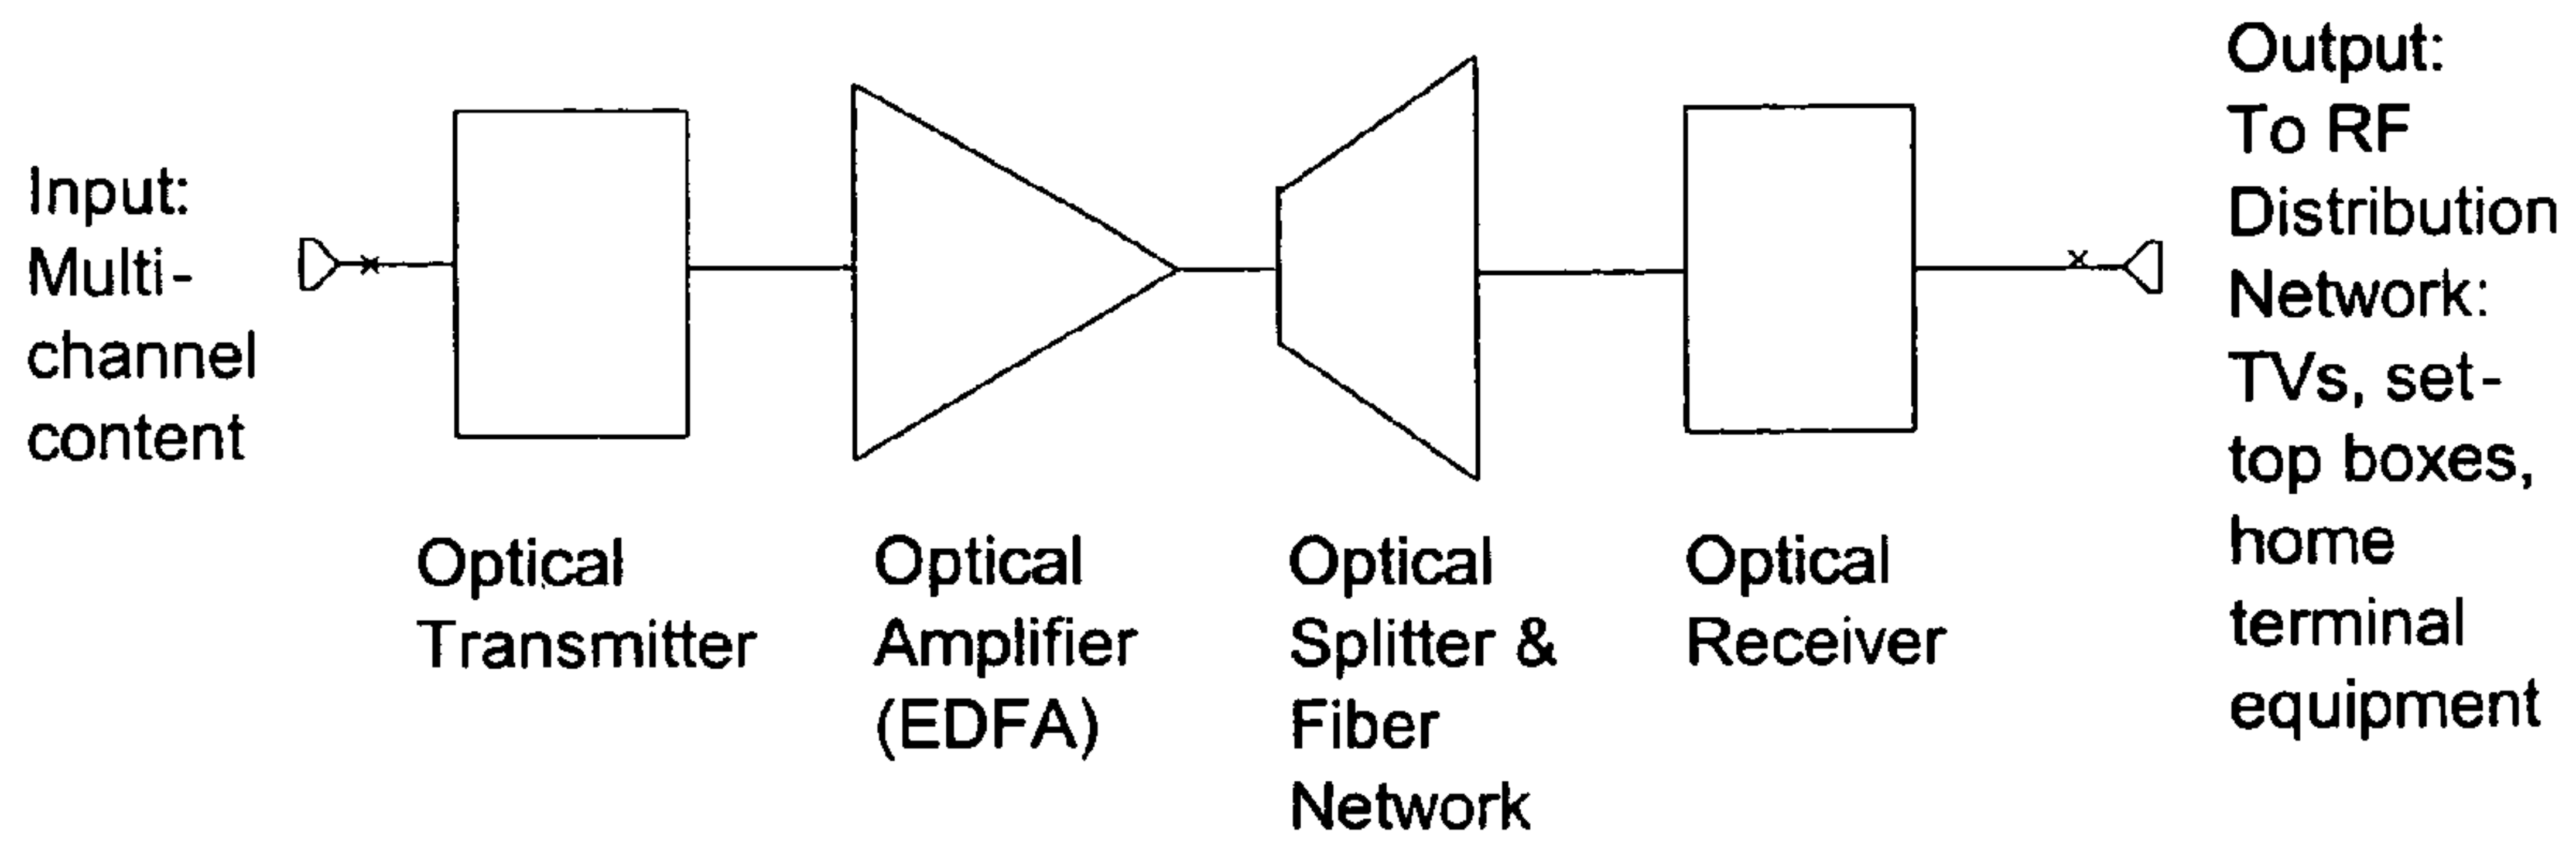 Input:
Multi-
channel
content
Optical
Transmitter
Optical
Amplifier
(EDFA)
Optical
Splitter &
Fiber
Network
Optical
Receiver
Output:
To RF
Distribution
Network:
TVs, set-
top boxes,
home
terminal
equipment